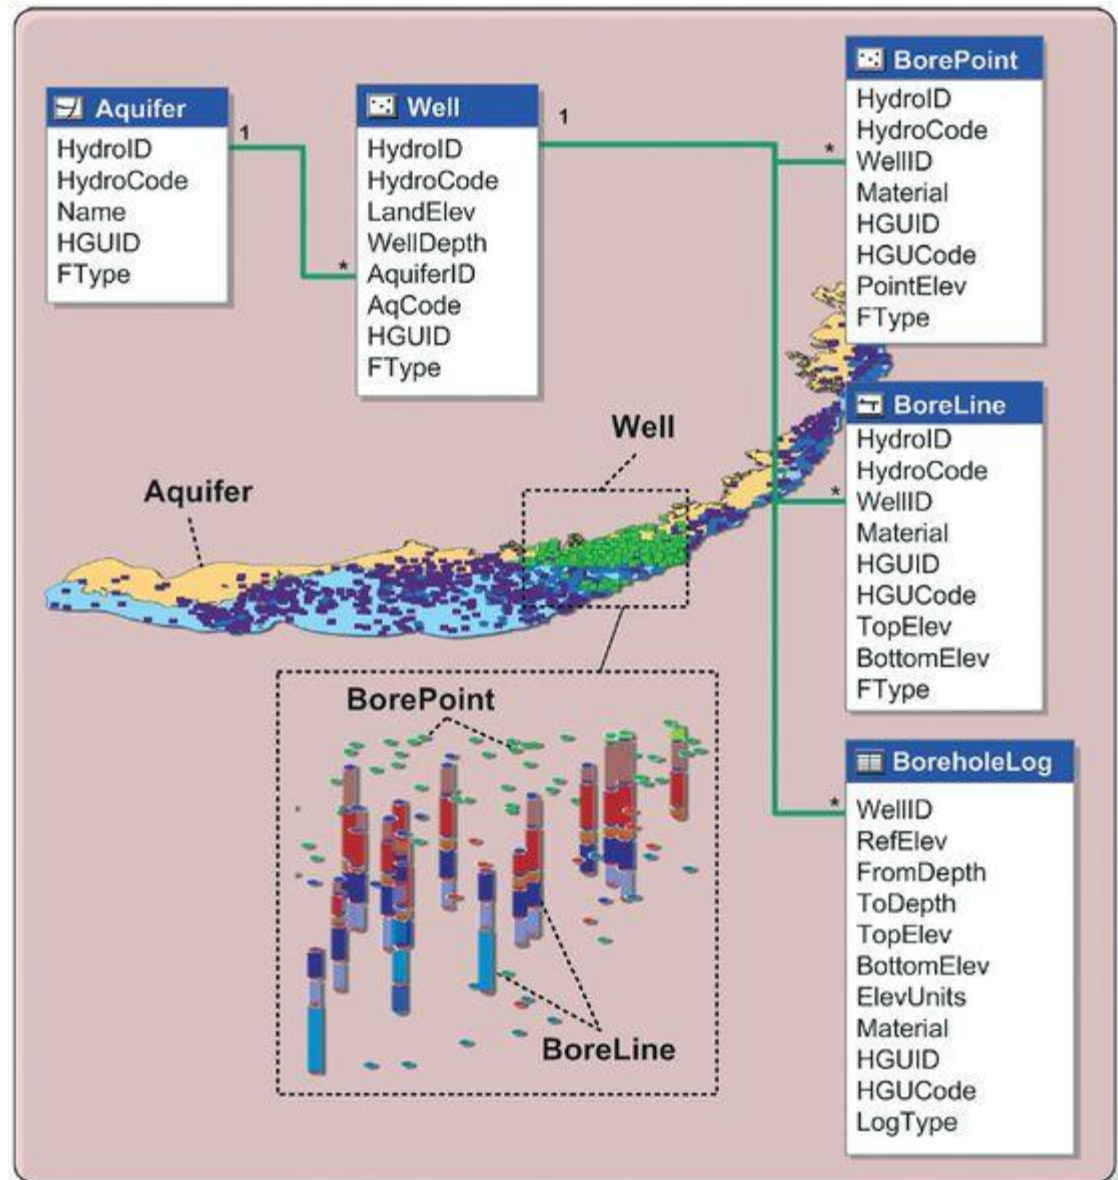 Aquifer
HydroID
HydroCode
Name
HGUID
FType
1
*
Well
HydroID
HydroCode
LandElev
WellDepth
AquiferID
AqCode
HGUID
FType
1
*
BorePoint
HydroID
HydroCode
WellID
Material
HGUID
HGUCode
PointElev
FType
*
BoreLine
HydroID
HydroCode
WellID
Material
HGUID
HGUCode
TopElev
BottomElev
FType
*
BoreholeLog
WellID
RefElev
FromDepth
ToDepth
TopElev
BottomElev
ElevUnits
Material
HGUID
HGUCode
LogType
Well
Aquifer
BorePoint
BoreLine